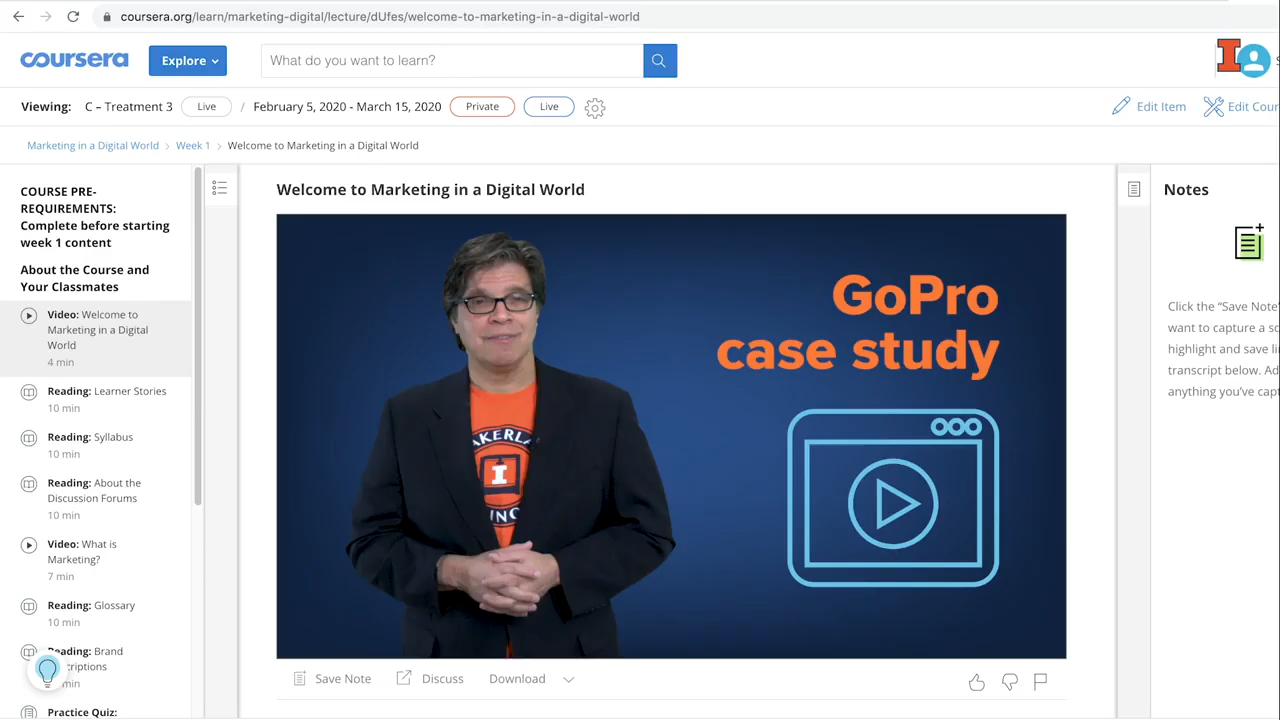 coursera.org/learn/marketing-digital/lecture/dUfes/welcome-to-marketing-in-a-digital-world
coursera
Explore
What do you want to learn?
I
Viewing: C – Treatment 3 Live / February 5, 2020 - March 15, 2020 Private Live
Edit Item
Edit Cour
Marketing in a Digital World > Week 1 > Welcome to Marketing in a Digital World
COURSE PRE-
REQUIREMENTS:
Complete before starting
week 1 content
About the Course and
Your Classmates
Video: Welcome to
Marketing in a Digital
World
4 min
Reading: Learner Stories
10 min
Reading: Syllabus
10 min
Reading: About the
Discussion Forums
10 min
Video: What is
Marketing?
7 min
Reading: Glossary
10 min
Reading: Brand
criptions
min
Practice Quiz:
Welcome to Marketing in a Digital World
GoPro
case study
AKERLA
I
INO
Save Note
Discuss
Download
Notes
Click the “Save Note”
want to capture a sc
highlight and save li
transcript below. Ad
anything you’ve capt